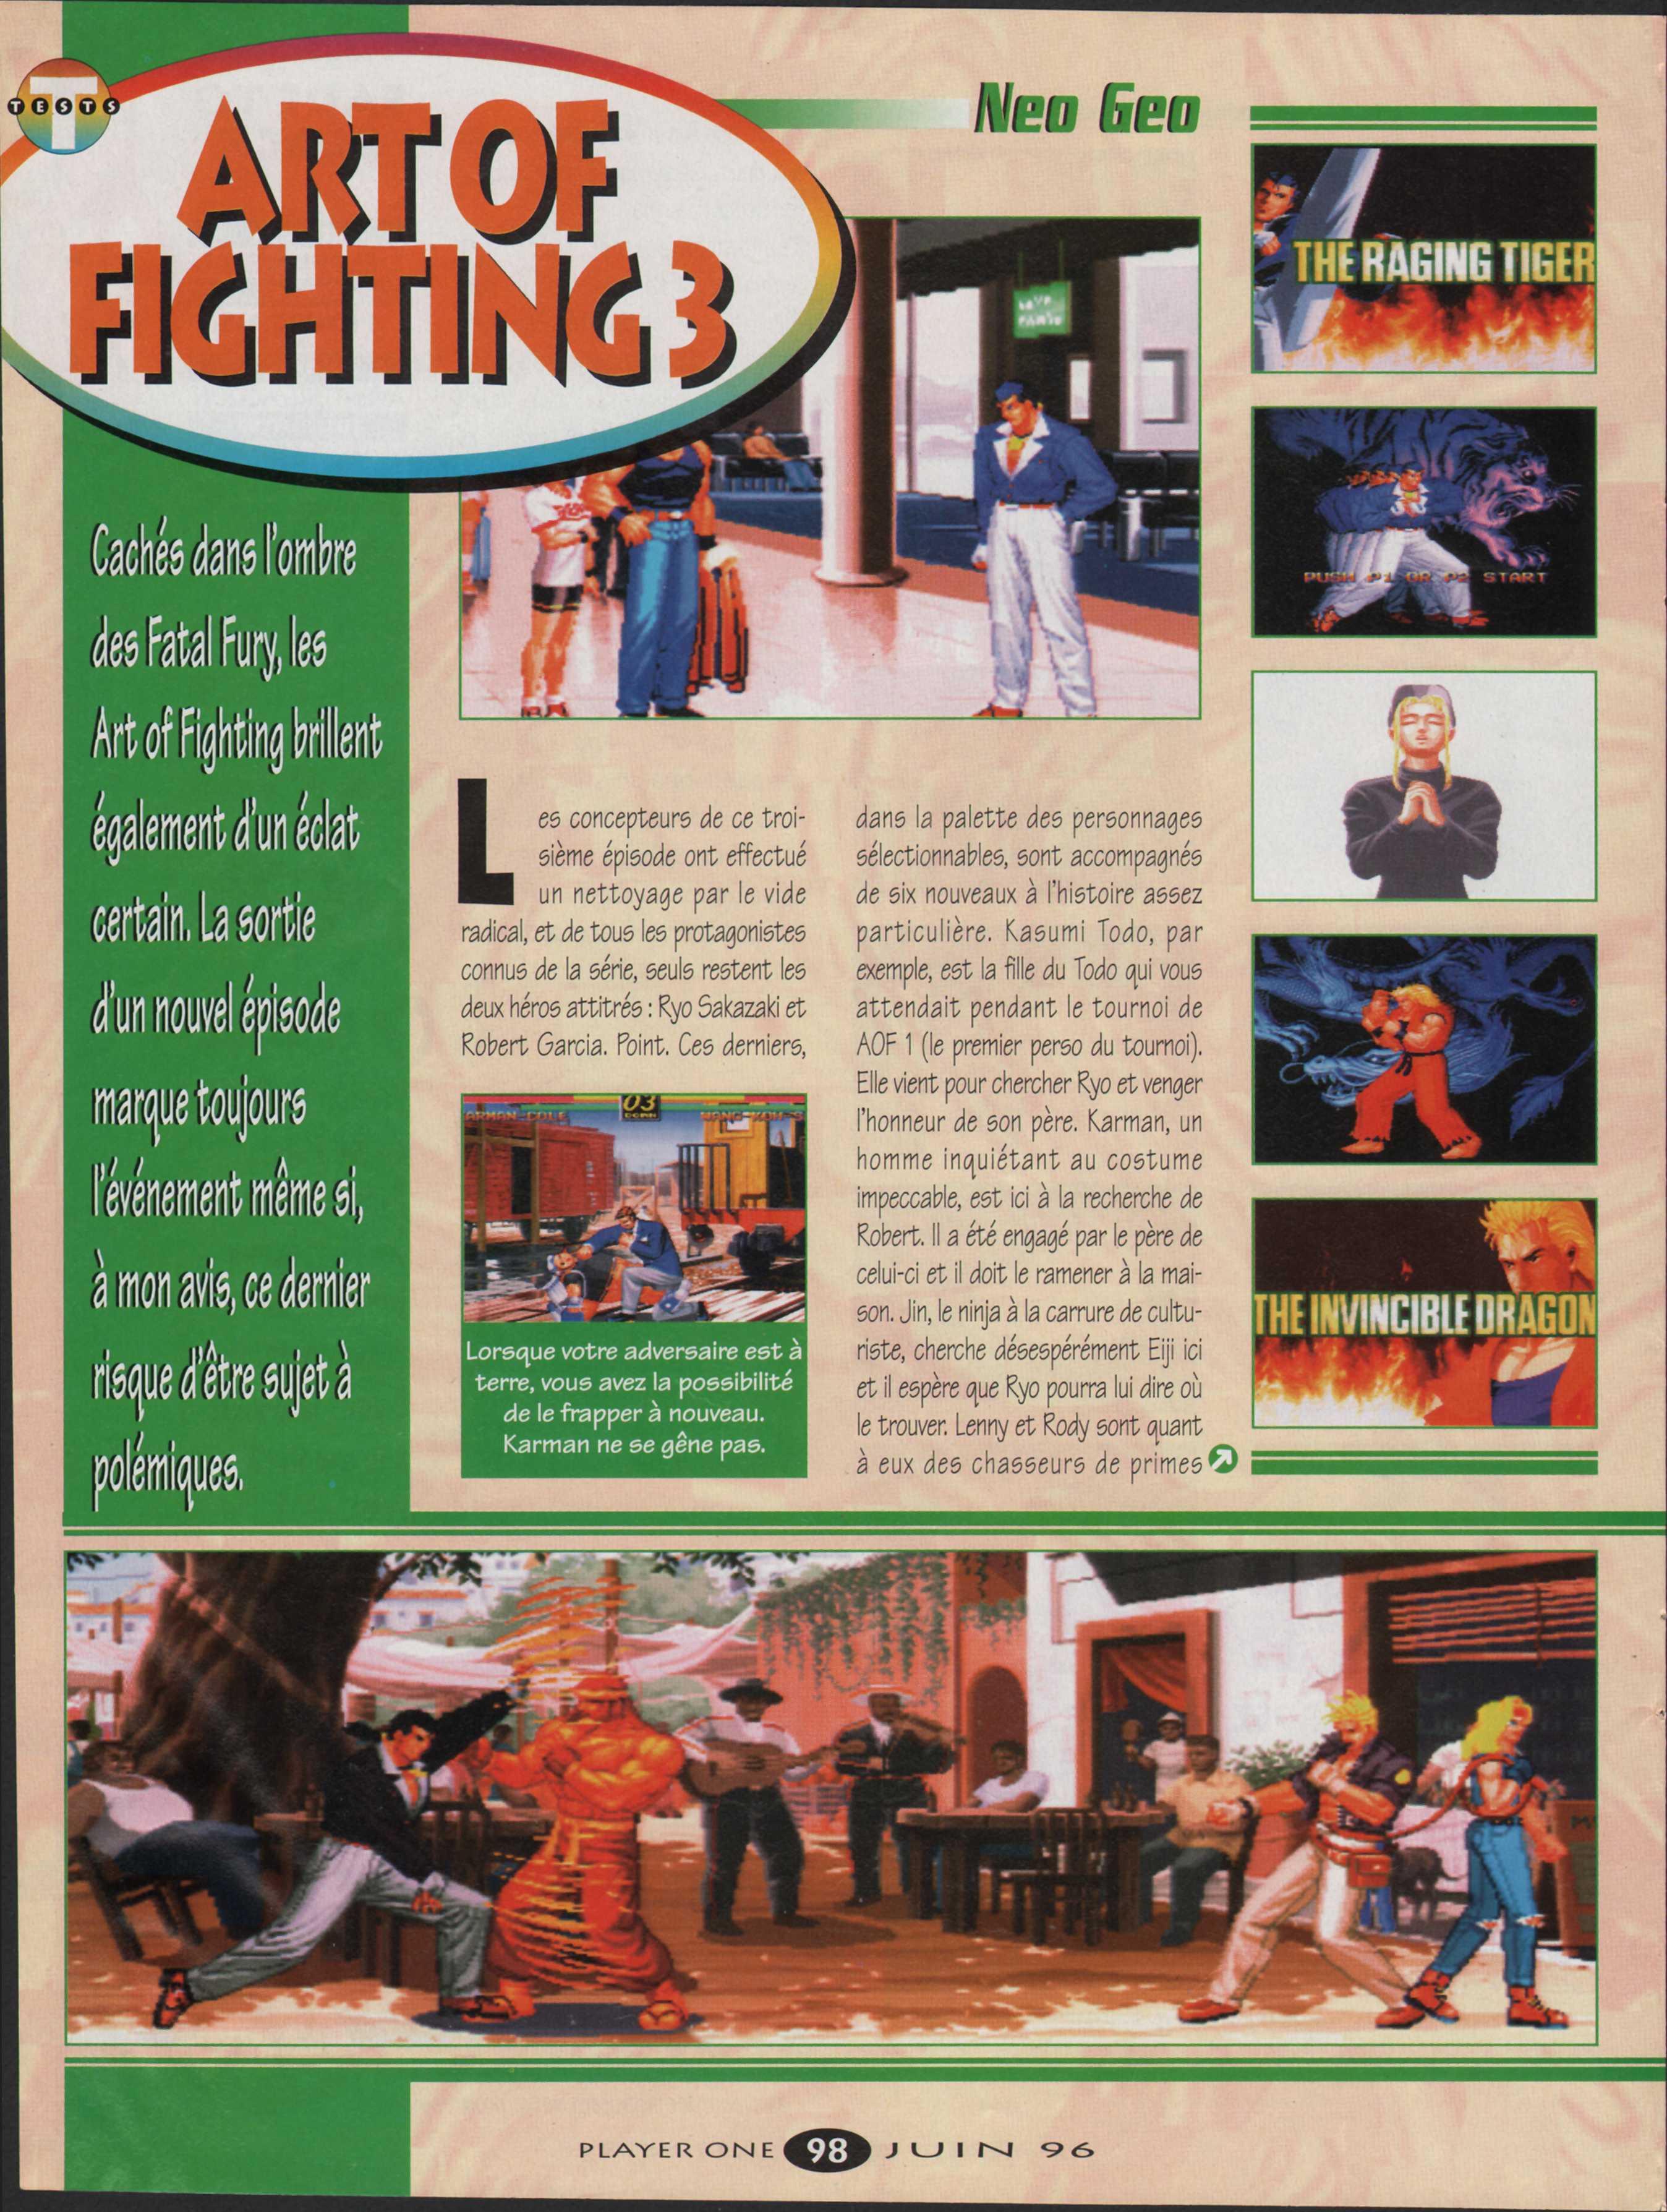 TESTS
T
ART OF
FIGHTING 3
Neo Geo
Cachés dans l'ombre
des Fatal Fury, les
Art of Fighting brillent
également d'un éclat
certain. La sortie
d'un nouvel épisode
marque toujours
l'événement même si,
à mon avis, ce dernier
risque d'être sujet à
polémiques.
Les concepteurs de ce troi-
sième épisode ont effectué
un nettoyage par le vide
radical, et de tous les protagonistes
connus de la série, seuls restent les
deux héros attitrés : Ryo Sakazaki et
Robert Garcia. Point. Ces derniers,
ARMAN COLE
03
WANG KOH-S
Lorsque votre adversaire est à
terre, vous avez la possibilité
de le frapper à nouveau.
Karman ne se gêne pas.
dans la palette des personnages
sélectionnables, sont accompagnés
de six nouveaux à l'histoire assez
particulière. Kasumi Todo, par
exemple, est la fille du Todo qui vous
attendait pendant le tournoi de
AOF 1 (le premier perso du tournoi).
Elle vient pour chercher Ryo et venger
l'honneur de son père. Karman, un
homme inquiétant au costume
impeccable, est ici à la recherche de
Robert. Il a été engagé par le père de
celui-ci et il doit le ramener à la mai-
son. Jin, le ninja à la carrure de cultu-
riste, cherche désespérément Eiji ici
et il espère que Ryo pourra lui dire où
le trouver. Lenny et Rody sont quant
à eux des chasseurs de primes
THE RAGING TIGER
PUSH P1 OR P2 START
THE INVINCIBLE DRAGON
PLAYER ONE 98 JUIN 96